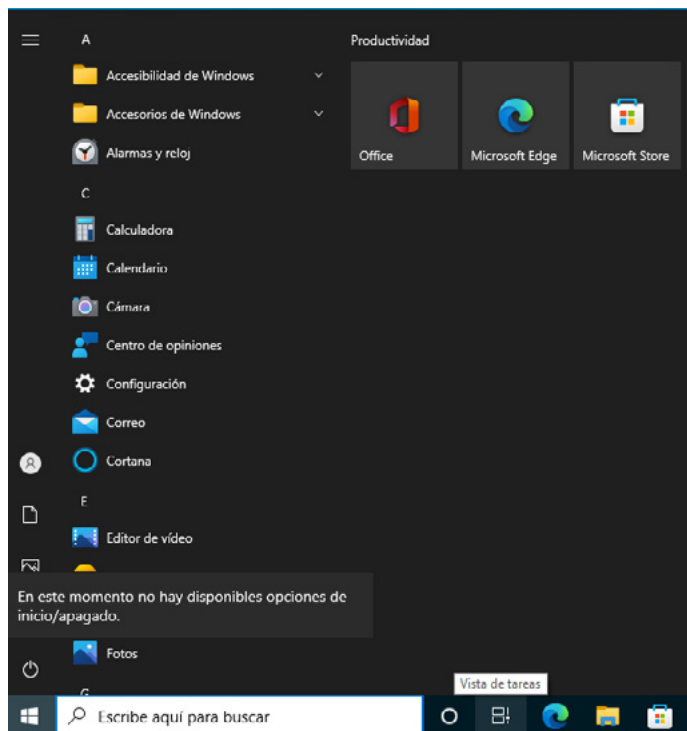 A
Productividad
Accesibilidad de Windows
Accesorios de Windows
Alarmas y reloj
Office
Microsoft Edge
Microsoft Store
C
Calculadora
Calendario
Cámara
Centro de opiniones
Configuración
Correo
Cortana
E
Editor de vídeo
En este momento no hay disponibles opciones de
inicio/apagado.
Fotos
G
Vista de tareas
Escribe aquí para buscar